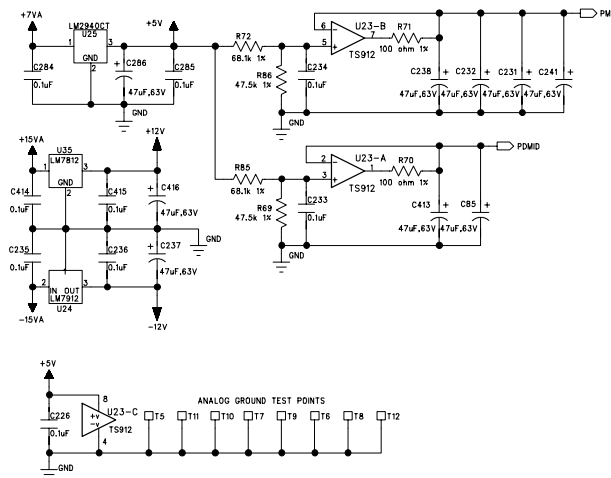 +7VA
LM2940CT
U25
1
3
GND
2
+5V
C284
0.1uF
+
C286
47uF,63V
C285
0.1uF
GND
R72
68.1k 1%
R86
47.5k 1%
C234
0.1uF
GND
6
5
7
U23-B
TS912
R71
100 ohm 1%
PM
C238
+
47uF,63V
C232
+
47uF,63V
C231
+
47uF,63V
C241
+
47uF,63V
+15VA
U35
LM7812
1
3
GND
2
+12V
C414
0.1uF
C415
0.1uF
+
C416
47uF,63V
GND
C235
0.1uF
C236
0.1uF
+
C237
47uF,63V
1
2
IN OUT
3
LM7912
U24
-15VA
-12V
R85
68.1k 1%
R69
47.5k 1%
C233
0.1uF
GND
2
3
1
U23-A
TS912
R70
100 ohm 1%
PDMID
C413
+
47uF,63V
C85
+
47uF,63V
+5V
C226
0.1uF
8
+v
-v
4
U23-C
TS912
GND
ANALOG GROUND TEST POINTS
T5 T11 T10 T7 T9 T6 T8 T12